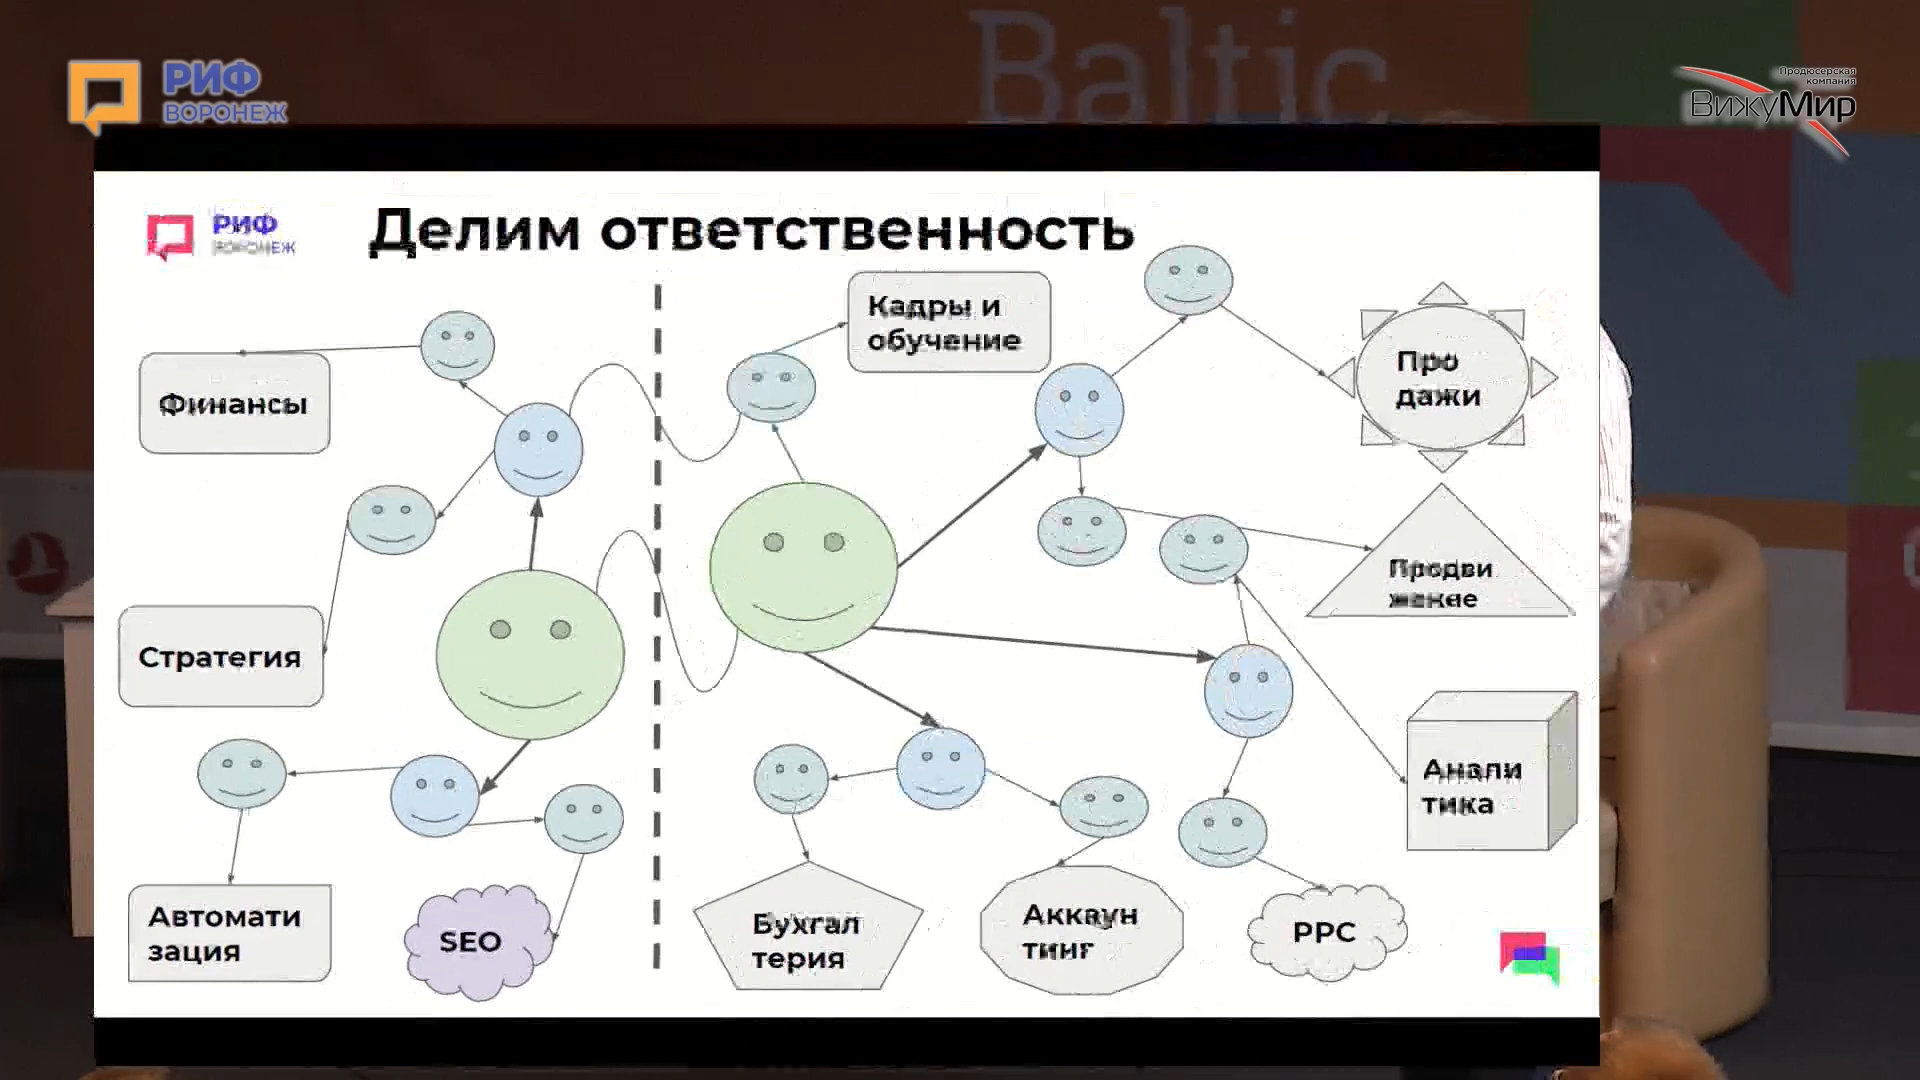 Baltic
РИФ
ВОРОНЕЖ
Продюсерская
компания
ВижуМир
РИФ
ВОРОНЕЖ
Делим ответственность
Кадры и
обучение
Про
дажи
Финансы
Продви
жение
Стратегия
Анали
тика
Автомати
зация
SEO
Бухгал
терия
Аккаун
тинг
PPC